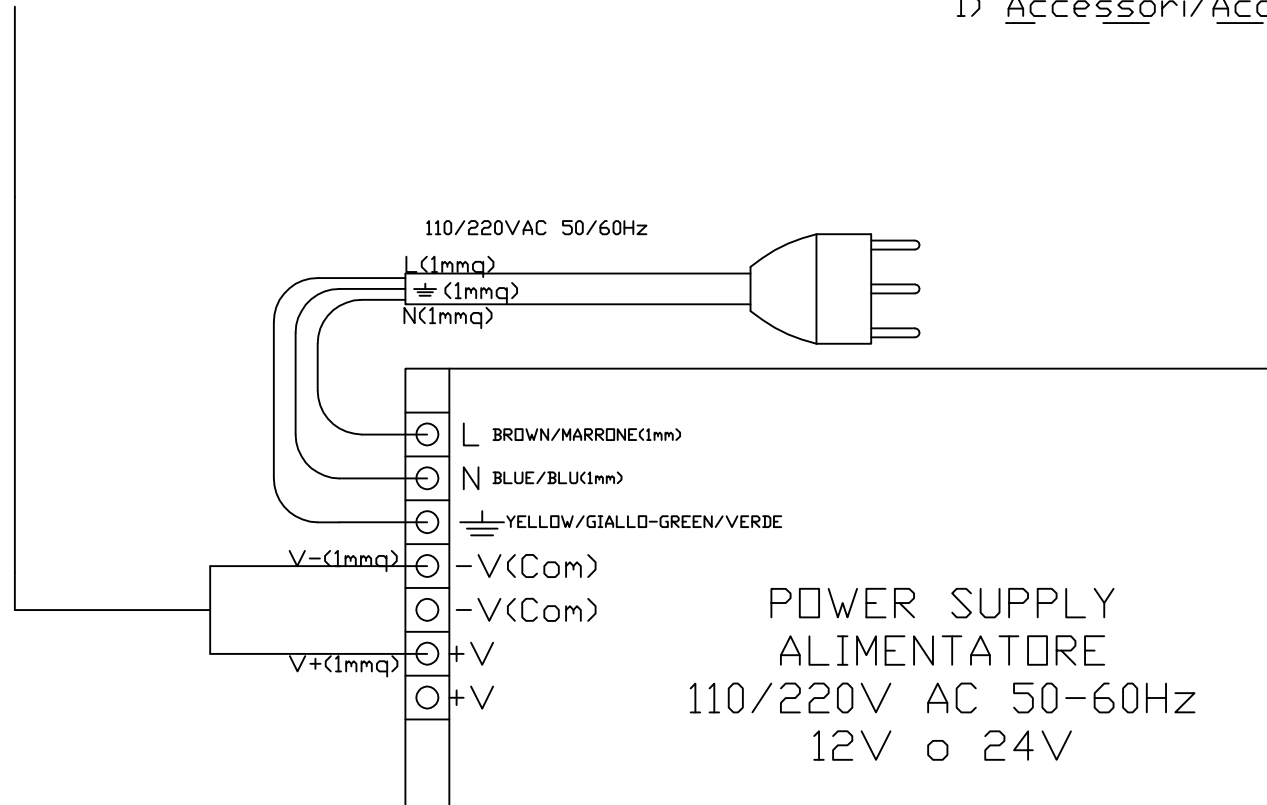 1) Accessori/Acc
110/220VAC 50/60Hz
L(1mmq)
(1mmq)
N(1mmq)
L BROWN/MARRONE(1mm)
N BLUE/BLU(1mm)
YELLOW/GIALLO-GREEN/VERDE
V-(1mmq) -V(Com)
-V(Com)
V+(1mmq) +V
+V
POWER SUPPLY
ALIMENTATORE
110/220V AC 50-60Hz
12V o 24V